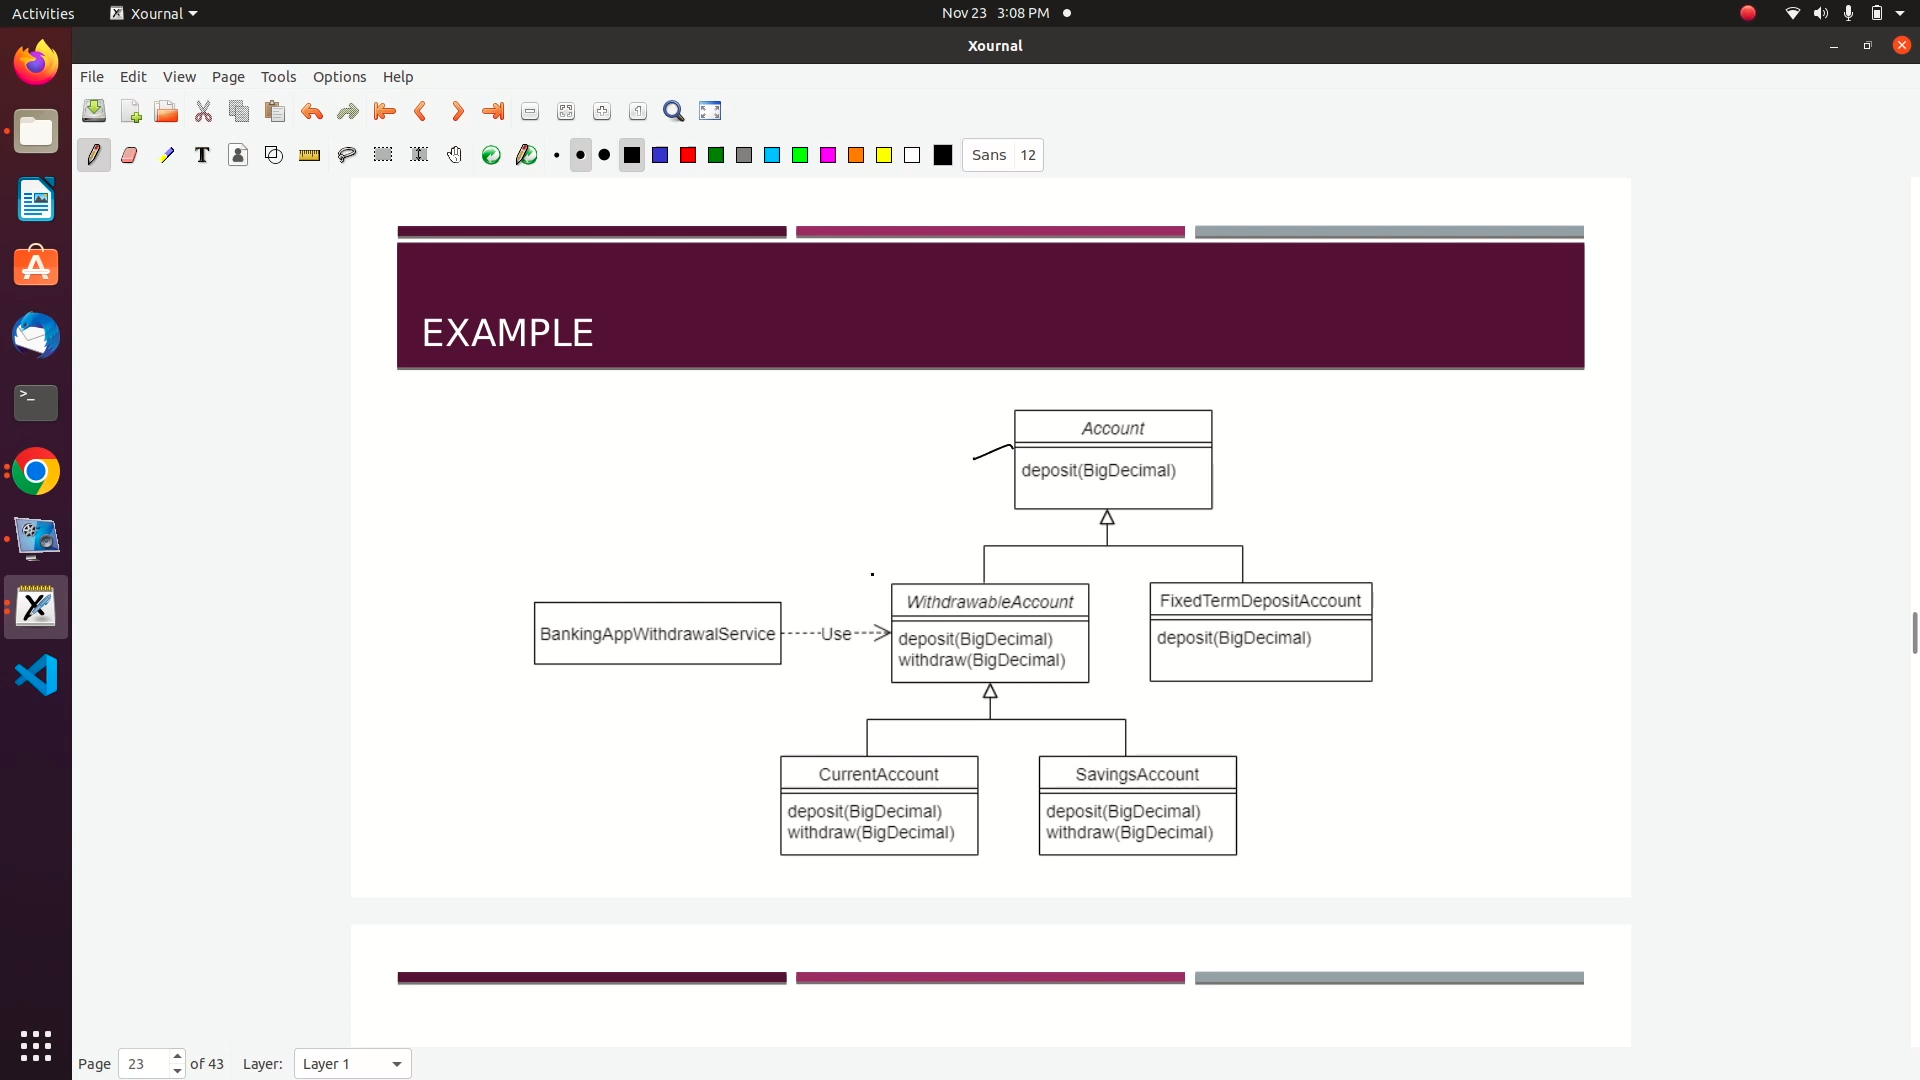 Activities Xournal Nov 23 3:08 PM
Xournal
File Edit View Page Tools Options Help
T Sans 12
EXAMPLE
Account
deposit(BigDecimal)
WithdrawableAccount
deposit(BigDecimal)
withdraw(BigDecimal)
FixedTermDepositAccount
deposit(BigDecimal)
BankingAppWithdrawalService
Use
CurrentAccount
deposit(BigDecimal)
withdraw(BigDecimal)
SavingsAccount
deposit(BigDecimal)
withdraw(BigDecimal)
Page 23 of 43 Layer: Layer 1